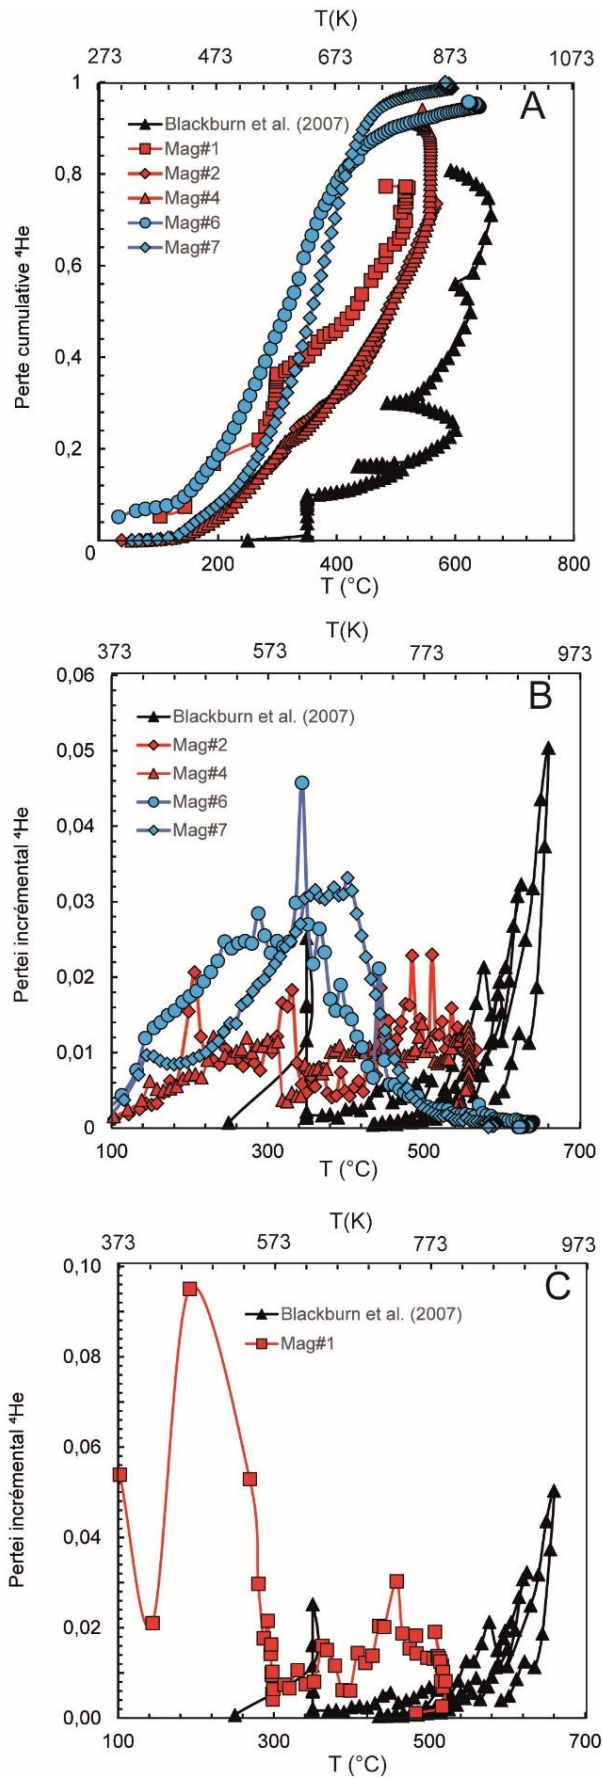 T(K)
273 473 673 873 1073
1
A
Blackburn et al. (2007)
Mag#1
Mag#2
Mag#4
Mag#6
Mag#7
0,8
0,6
0,4
0,2
0
Perte cumulative ⁴He
200 400 600 800
T (°C)
T(K)
373 573 773 973
0,06
B
Blackburn et al. (2007)
Mag#2
Mag#4
Mag#6
Mag#7
0,05
0,04
0,03
0,02
0,01
0
Pertei incrémental ⁴He
100 300 500 700
T (°C)
T(K)
373 573 773 973
0,10
C
Blackburn et al. (2007)
Mag#1
0,08
0,06
0,04
0,02
0,00
Pertei incrémental ⁴He
100 300 500 700
T (°C)